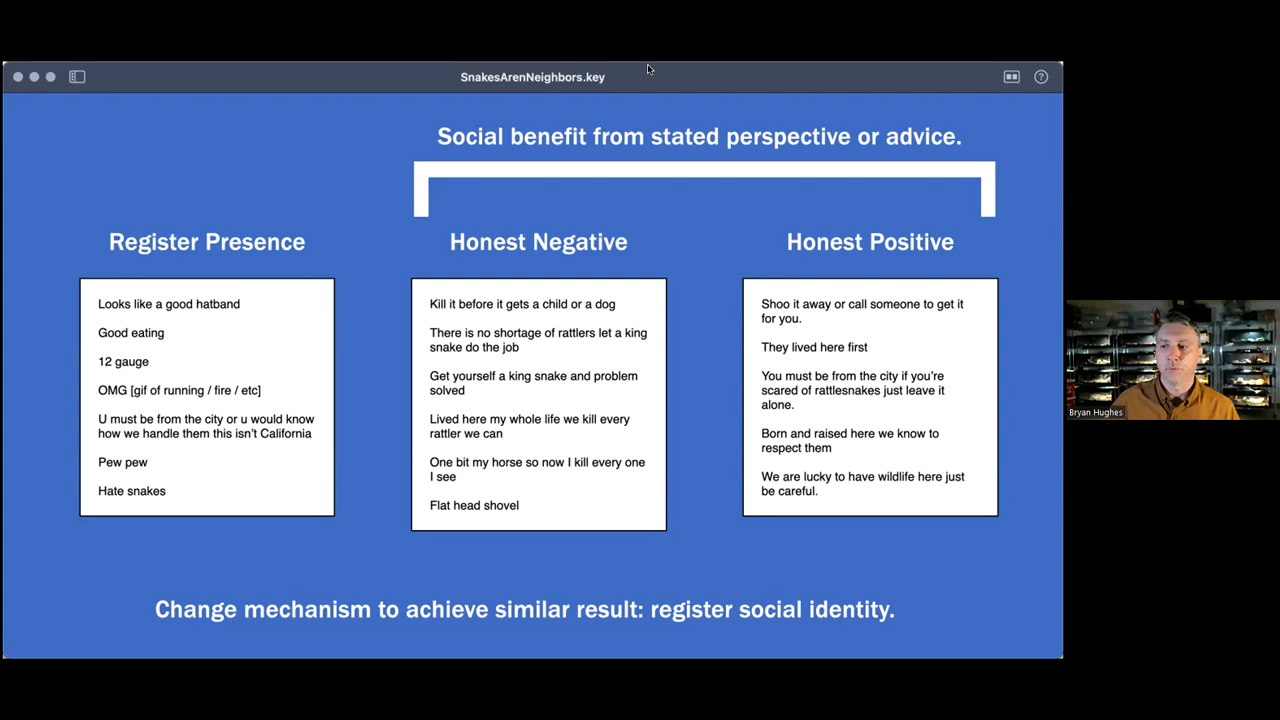 SnakesArenNeighbors.key
Social benefit from stated perspective or advice.
Register Presence
Looks like a good hatband
Good eating
12 gauge
OMG [gif of running / fire / etc]
U must be from the city or u would know
how we handle them this isn't California
Pew pew
Hate snakes
Honest Negative
Kill it before it gets a child or a dog
There is no shortage of rattlers let a king
snake do the job
Get yourself a king snake and problem
solved
Lived here my whole life we kill every
rattler we can
One bit my horse so now I kill every one
I see
Flat head shovel
Honest Positive
Shoo it away or call someone to get it
for you.
They lived here first
You must be from the city if you're
scared of rattlesnakes just leave it
alone.
Born and raised here we know to
respect them
We are lucky to have wildlife here just
be careful.
Change mechanism to achieve similar result: register social identity.
Bryan Hughes